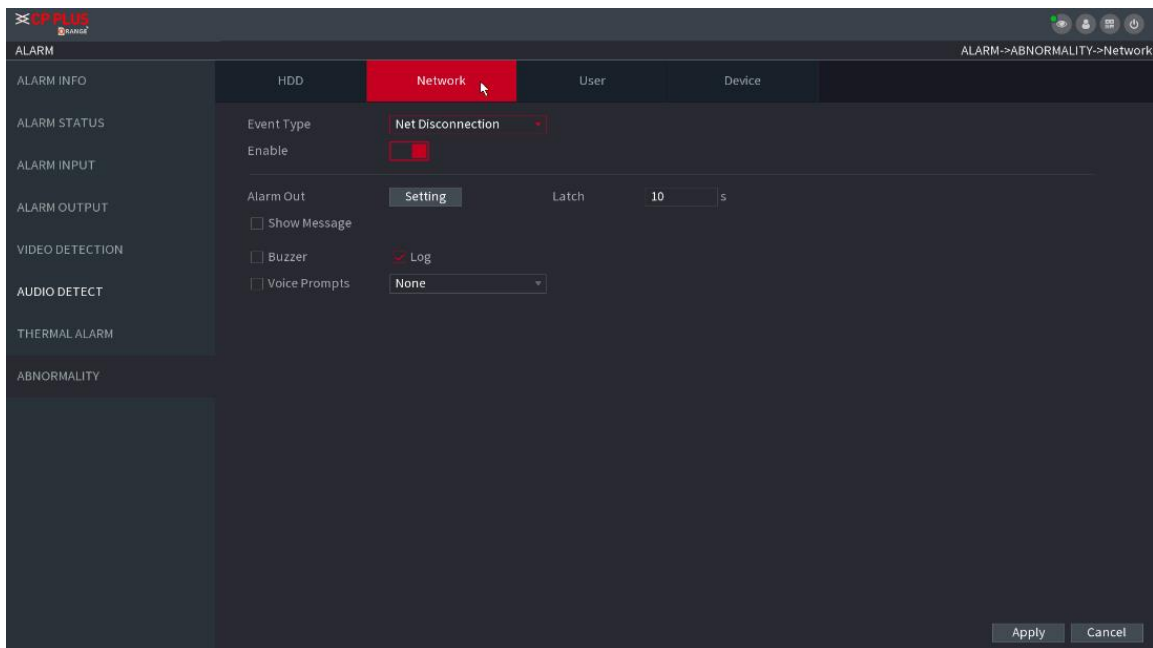 CP PLUS
ORANGE
ALARM
ALARM->ABNORMALITY->Network
ALARM INFO
ALARM STATUS
ALARM INPUT
ALARM OUTPUT
VIDEO DETECTION
AUDIO DETECT
THERMAL ALARM
ABNORMALITY
HDD Network User Device
Event Type Net Disconnection
Enable
Alarm Out Setting Latch 10 s
Show Message
Buzzer Log
Voice Prompts None
Apply Cancel